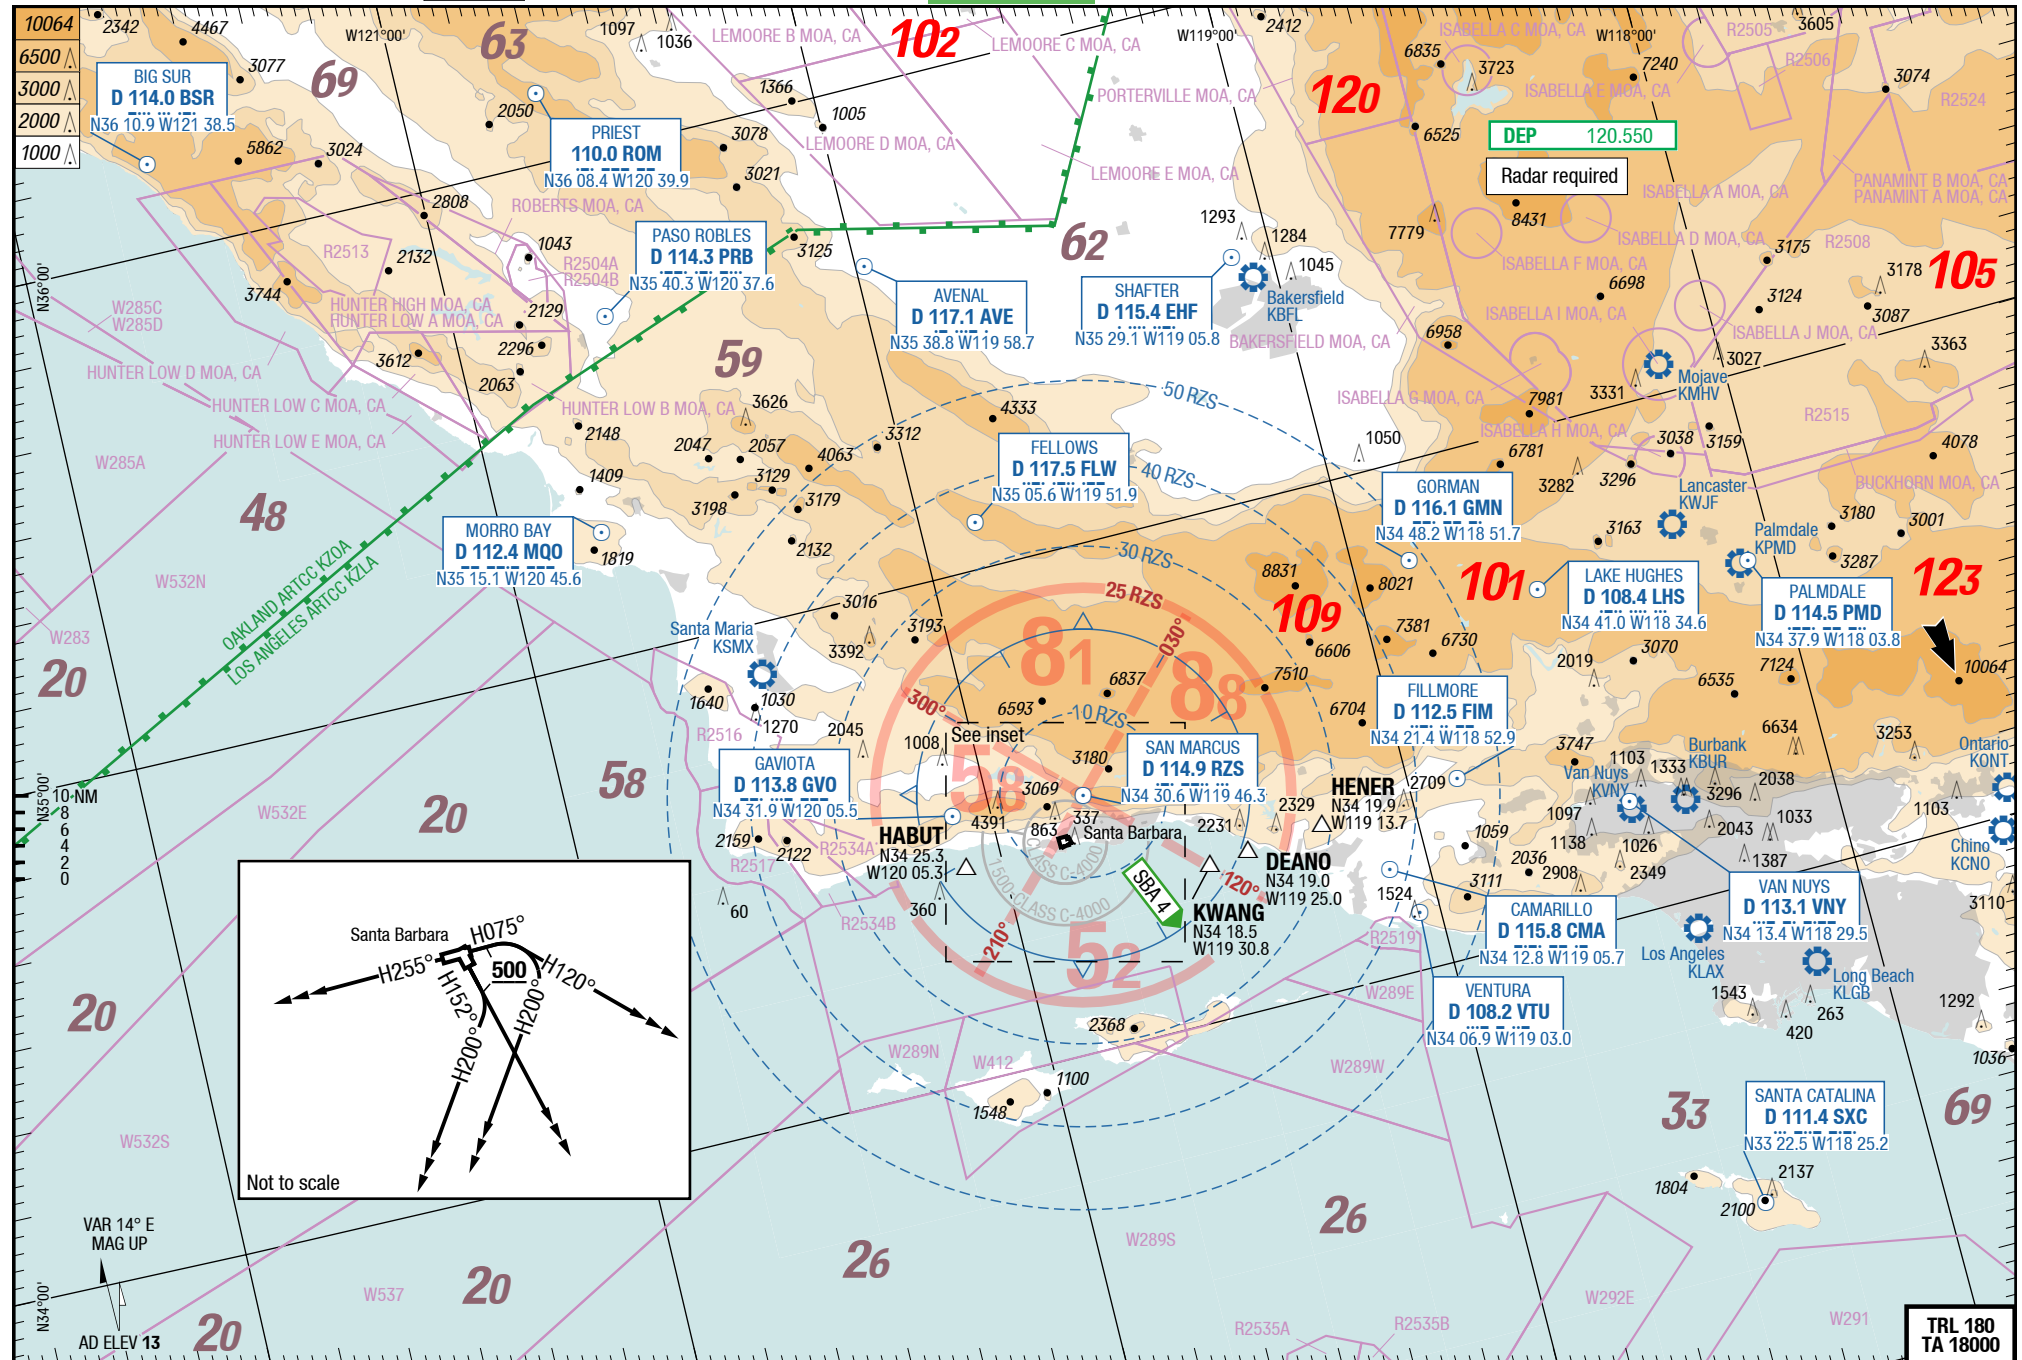 10064
6500
3000
2000
1000
2342
4467
3077
69
63
1097
1036
W121°00'
LEMOORE B MOA, CA
102
LEMOORE C MOA, CA
W119°00'
2412
ISABELLA C MOA, CA
6835
3723
W118°00'
7240
R2505
3605
R2506
3074
R2524
BIG SUR
D 114.0 BSR
N36 10.9 W121 38.5
5862
3024
2050
PRIEST
110.0 ROM
N36 08.4 W120 39.9
1366
1005
3078
3021
LEMOORE D MOA, CA
PORTERVILLE MOA, CA
LEMOORE E MOA, CA
120
ISABELLA E MOA, CA
6525
DEP 120.550
Radar required
8431
ISABELLA A MOA, CA
PANAMINT B MOA, CA
PANAMINT A MOA, CA
2808
ROBERTS MOA, CA
R2513
2132
1043
R2504A
R2504B
3744
HUNTER HIGH MOA, CA
HUNTER LOW A MOA, CA
2129
2296
2063
3612
PASO ROBLES
D 114.3 PRB
N35 40.3 W120 37.6
3125
AVENAL
D 117.1 AVE
N35 38.8 W119 58.7
62
1293
1284
1045
SHAFTER
D 115.4 EHF
N35 29.1 W119 05.8
Bakersfield
KBFL
BAKERSFIELD MOA, CA
7779
ISABELLA D MOA, CA
ISABELLA F MOA, CA
3175
R2508
3178
105
6698
3124
3087
ISABELLA I MOA, CA
ISABELLA J MOA, CA
6958
3027
3363
Mojave
KMHV
3331
ISABELLA G MOA, CA
7981
R2515
N36°00'
W285C
W285D
HUNTER LOW D MOA, CA
HUNTER LOW C MOA, CA
HUNTER LOW E MOA, CA
HUNTER LOW B MOA, CA
59
W285A
48
2148
1409
3626
2047
2057
4063
3312
3129
3198
3179
2132
4333
50 RZS
40 RZS
30 RZS
25 RZS
10 RZS
FELLOWS
D 117.5 FLW
N35 05.6 W119 51.9
1050
ISABELLA H MOA, CA
6781
3282
3296
3038
3159
4078
BUCKHORN MOA, CA
GORMAN
D 116.1 GMN
N34 48.2 W118 51.7
Lancaster
KWJF
3163
Palmdale
KPMD
3180
3001
3287
MORRO BAY
D 112.4 MQO
N35 15.1 W120 45.6
1819
W532N
W283
OAKLAND ARTCC KZOA
LOS ANGELES ARTCC KZLA
20
8831
8021
109
101
LAKE HUGHES
D 108.4 LHS
N34 41.0 W118 34.6
PALMDALE
D 114.5 PMD
N34 37.9 W118 03.8
123
10064
3016
3193
3392
Santa Maria
KSMX
1030
1270
1640
R2516
81
88
58
52
030°
300°
120°
210°
6837
6593
7510
6606
7381
6730
6704
2019
3070
7124
6535
FILLMORE
D 112.5 FIM
N34 21.4 W118 52.9
2045
1008
See inset
3180
3069
SAN MARCUS
D 114.9 RZS
N34 30.6 W119 46.3
GAVIOTA
D 113.8 GVO
N34 31.9 W120 05.5
58
20
W532E
N35°00'
10 NM
8
6
4
2
0
2159
2122
R2517
R2534A
R2534B
60
HABUT
N34 25.3
W120 05.3
360
4391
863
337
Santa Barbara
CLASS C-4000
1500-CLASS C-4000
SBA 4
2231
2329
HENER
N34 19.9
W119 13.7
2709
DEANO
N34 19.0
W119 25.0
KWANG
N34 18.5
W119 30.8
1524
1059
3111
3747
Van Nuys
KVNY
1103
1333
Burbank
KBUR
3296
2038
6634
3253
Ontario
KONT
1103
Chino
KCNO
1097
1138
1026
2349
2036
2908
2043
1033
1387
VAN NUYS
D 113.1 VNY
N34 13.4 W118 29.5
CAMARILLO
D 115.8 CMA
N34 12.8 W119 05.7
R2519
VENTURA
D 108.2 VTU
N34 06.9 W119 03.0
Los Angeles
KLAX
Long Beach
KLGB
1543
420
263
1292
3110
1036
Santa Barbara
H075°
H255°
500
H120°
H152°
H200°
H200°
Not to scale
20
W532S
W289N
W412
2368
1100
1548
W289E
W289W
W289S
SANTA CATALINA
D 111.4 SXC
N33 22.5 W118 25.2
33
69
1804
2137
2100
26
26
VAR 14° E
MAG UP
AD ELEV 13
N34°00'
W537
20
20
R2535A
R2535B
W292E
W291
TRL 180
TA 18000